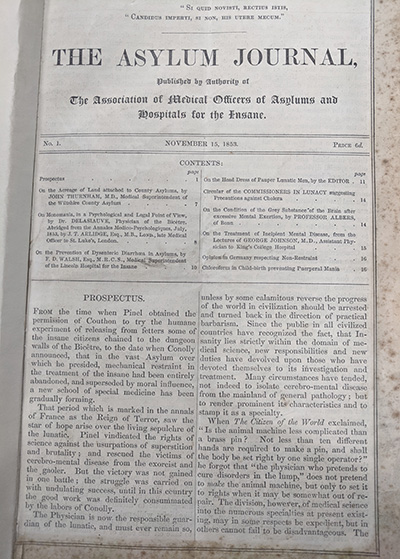 "Si quid novisti, rectius istis,
"Candidus imperti, si non, his utere mecum."
THE ASYLUM JOURNAL,
Published by Authority of
The Association of Medical Officers of Asylums and
Hospitals for the Insane.
No. 1. NOVEMBER 15, 1853. PRICE 6d.
CONTENTS:
page
Prospectus 1
On the Acreage of Land attached to County Asylums, by
JOHN THURNAM, M.D., Medical Superintendent of
the Wiltshire County Asylum 7
On Monomania, in a Psychological and Legal Point of View,
by Dr. DELASIAUVE, Physician of the Bicetre,
Abridged from the Annales Medico-Psychologiques, July,
1853, by J. T. ARLIDGE, Esq., M.B., Lond., late Medical
Officer to St. Luke's, London. 8
On the Prevention of Dysenteric Diarrhœa in Asylums, by
F. D. WALSH, Esq., M.R.C.S., Medical Superintendent
of the Lincoln Hospital for the Insane 10
page
On the Head Dress of Pauper Lunatic Men, by the EDITOR 11
Circular of the COMMISSIONERS IN LUNACY suggesting
Precautions against Cholera 14
On the Condition of the Grey Substance of the Brain after
excessive Mental Exertion, by PROFESSOR ALBERS,
of Bonn 14
On the Treatment of Incipient Mental Disease, from the
Lectures of GEORGE JOHNSON, M.D., Assistant Phy-
sician to King's College Hospital 15
Opinions in Germany respecting Non-Restraint 16
Chloroform in Child-birth preventing Puerperal Mania 16
PROSPECTUS.
FROM the time when Pinel obtained the
permission of Couthon to try the humane
experiment of releasing from fetters some of
the insane citizens chained to the dungeon
walls of the Bicêtre, to the date when Conolly
announced, that in the vast Asylum over
which he presided, mechanical restraint in
the treatment of the insane had been entirely
abandoned, and superseded by moral influence,
a new school of special medicine has been
gradually forming.
That period which is marked in the annals
of France as the Reign of Terror, saw the
star of hope arise over the living sepulchre of
the lunatic. Pinel vindicated the rights of
science against the usurpations of superstition
and brutality; and rescued the victims of
cerebro-mental disease from the exorcist and
the gaoler. But the victory was not gained
in one battle; the struggle was carried on
with undulating success, until in this country
the good work was definitely consummated
by the labors of Conolly.
The Physician is now the responsible guar-
dian of the lunatic, and must ever remain so,
unless by some calamitous reverse the progress
of the world in civilization should be arrested
and turned back in the direction of practical
barbarism. Since the public in all civilized
countries have recognized the fact, that In-
sanity lies strictly within the domain of me-
dical science, new responsibilities and new
duties have devolved upon those who have
devoted themselves to its investigation and
treatment. Many circumstances have tended,
not indeed to isolate cerebro-mental disease
from the mainland of general pathology; but
to render prominent its characteristics and to
stamp it as a specialty.
When The Citizen of the World exclaimed,
"Is the animal machine less complicated than
a brass pin? Not less than ten different
hands are required to make a pin, and shall
the body be set right by one single operator?"
he forgot that "the physician who pretends to
cure disorders in the lump," does not pretend
to make the animal machine, but only to set it
to rights when it may be somewhat out of re-
pair. The division, however, of medical science
into the numerous specialties at present exist-
ing, may in some respects be expedient, but in
others cannot fail to be disadvantageous. The